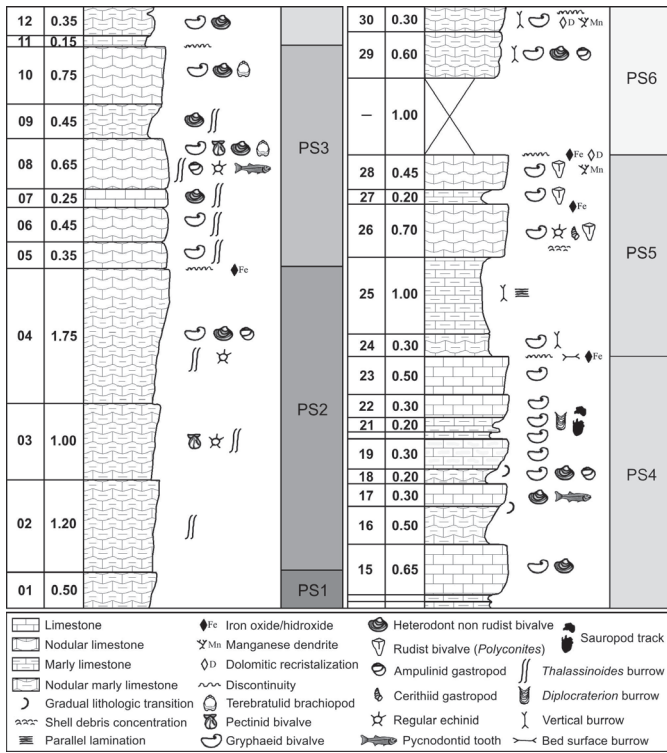 12 0.35
11 0.15
10 0.75
09 0.45
08 0.65
07 0.25
06 0.45
05 0.35
Fe
04 1.75
03 1.00
02 1.20
01 0.50
PS3
PS2
PS1
30 0.30
D Mn
29 0.60
— 1.00
Fe D
28 0.45
Mn
27 0.20
Fe
26 0.70
25 1.00
24 0.30
Fe
23 0.50
22 0.30
21 0.20
19 0.30
18 0.20
17 0.30
16 0.50
15 0.65
PS6
PS5
PS4
Limestone
Nodular limestone
Marly limestone
Nodular marly limestone
Gradual lithologic transition
Shell debris concentration
Parallel lamination
Fe Iron oxide/hidroxide
Mn Manganese dendrite
D Dolomitic recristalization
Discontinuity
Terebratulid brachiopod
Pectinid bivalve
Gryphaeid bivalve
Heterodont non rudist bivalve
Rudist bivalve (Polyconites)
Ampulinid gastropod
Cerithiid gastropod
Regular echinid
Pycnodontid tooth
Sauropod track
Thalassinoides burrow
Diplocraterion burrow
Vertical burrow
Bed surface burrow